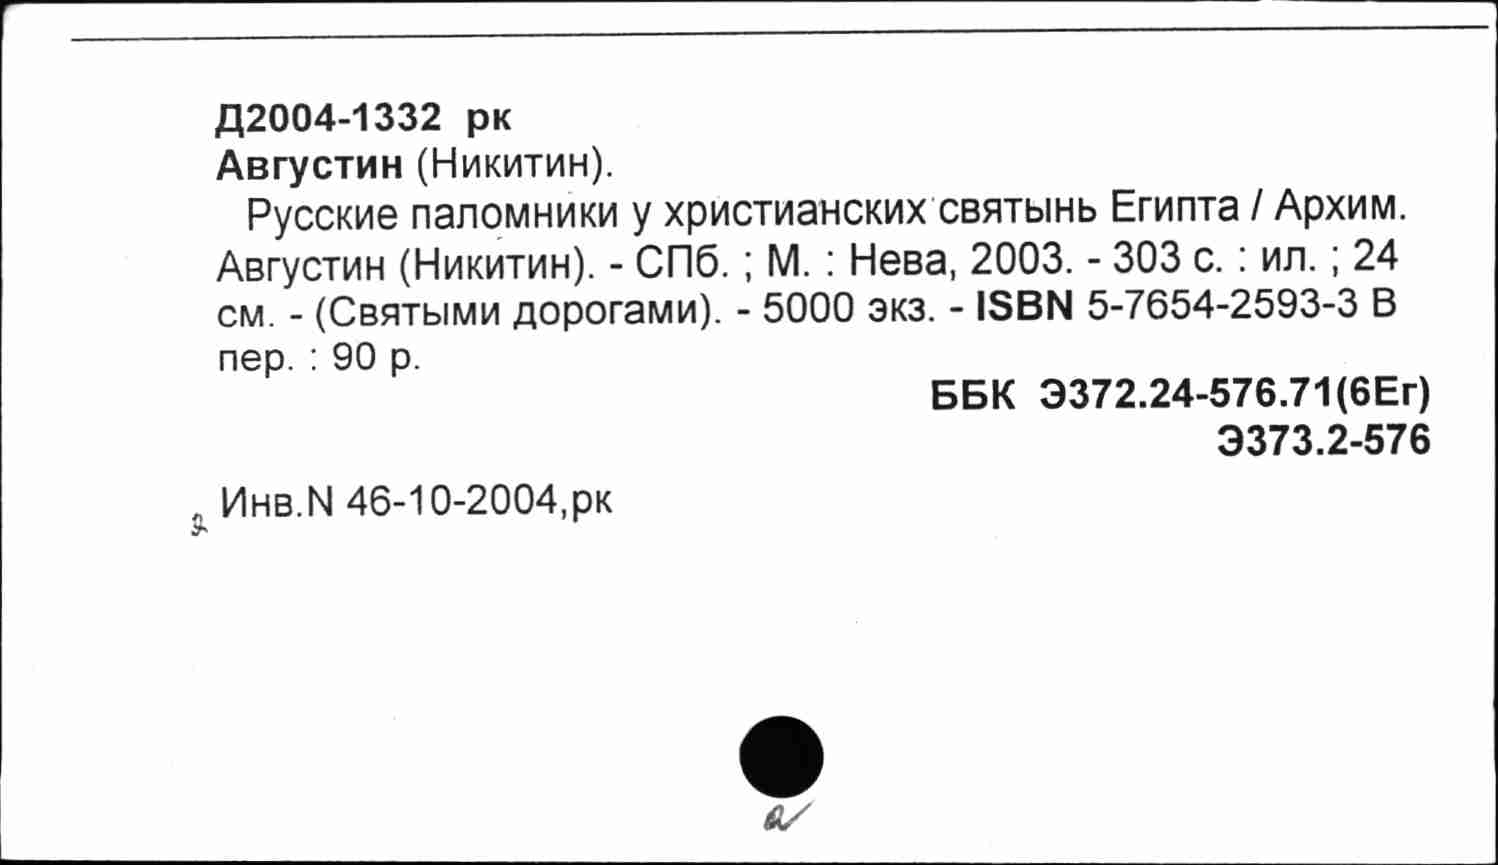 Д2004-1332 рк
Августин (Никитин).
Русские паломники у христианских святынь Египта / Архим.
Августин (Никитин). - СПб. ; М. : Нева, 2003. - 303 с. : ил. ; 24
см. - (Святыми дорогами). - 5000 экз. - ISBN 5-7654-2593-3 В
пер. : 90 р.
ББК Э372.24-576.71(6Ег)
Э373.2-576
Инв.N 46-10-2004,рк